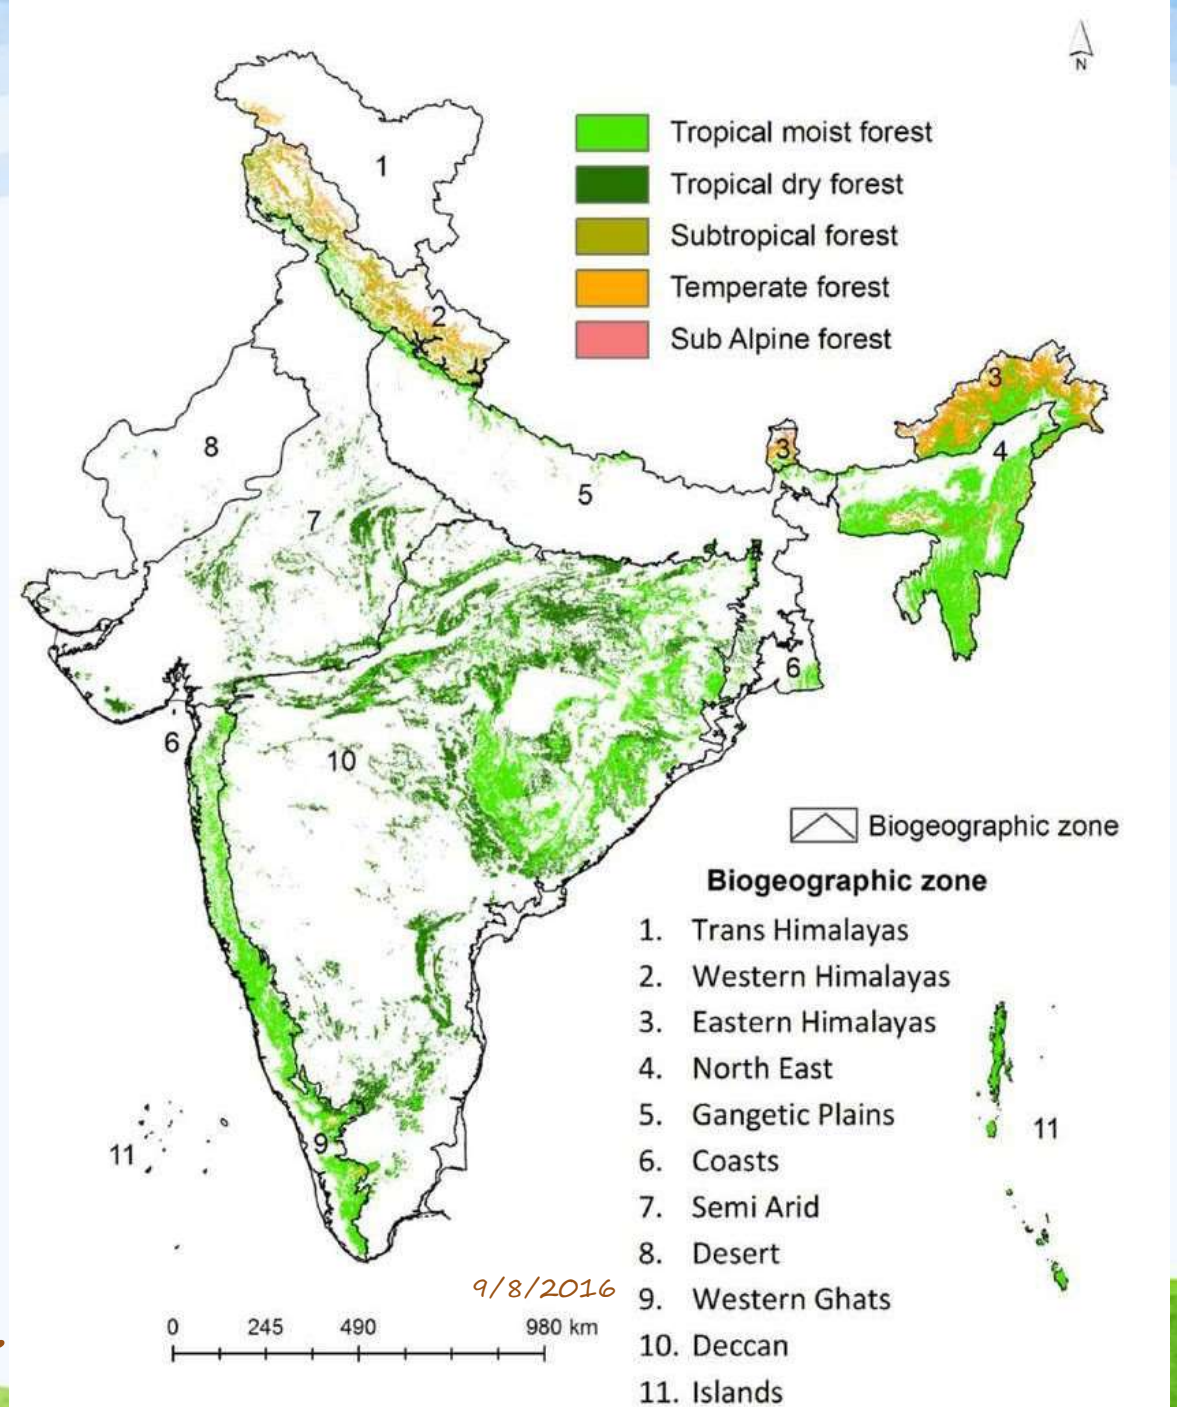 N
Tropical moist forest
Tropical dry forest
Subtropical forest
Temperate forest
Sub Alpine forest
1
2
3
3
4
8
5
7
6
6
10
9
11
11
Biogeographic zone
Biogeographic zone
1. Trans Himalayas
2. Western Himalayas
3. Eastern Himalayas
4. North East
5. Gangetic Plains
6. Coasts
7. Semi Arid
8. Desert
9. Western Ghats
10. Deccan
11. Islands
9/8/2016
0 245 490 980 km